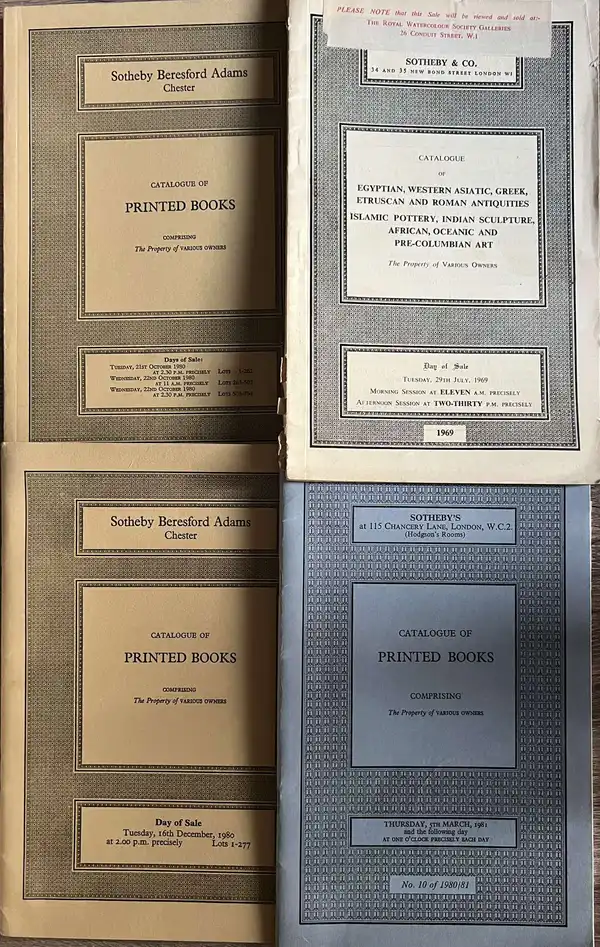 Sotheby Beresford Adams
Chester
CATALOGUE OF
PRINTED BOOKS
COMPRISING
The Property of VARIOUS OWNERS
Days of Sale:
TUESDAY, 21ST OCTOBER 1980
AT 2.30 P.M. PRECISELY Lots
WEDNESDAY, 22ND OCTOBER 1980
AT 11 A.M. PRECISELY Lots
WEDNESDAY, 22ND OCTOBER 1980
AT 2.30 P.M. PRECISELY Lots
PLEASE NOTE that this Sale will be viewed and sold at:-
THE ROYAL WATERCOLOUR SOCIETY GALLERIES
26 CONDUIT STREET, W.1
SOTHEBY & CO.
34 AND 35 NEW BOND STREET LONDON W1
CATALOGUE
OF
EGYPTIAN, WESTERN ASIATIC, GREEK,
ETRUSCAN AND ROMAN ANTIQUITIES
ISLAMIC POTTERY, INDIAN SCULPTURE,
AFRICAN, OCEANIC AND
PRE-COLUMBIAN ART
The Property of VARIOUS OWNERS
Day of Sale
TUESDAY, 29TH JULY, 1969
MORNING SESSION AT ELEVEN A.M. PRECISELY
AFTERNOON SESSION AT TWO-THIRTY P.M. PRECISELY
1969
Sotheby Beresford Adams
Chester
CATALOGUE OF
PRINTED BOOKS
COMPRISING
The Property of VARIOUS OWNERS
Day of Sale
Tuesday, 16th December, 1980
at 2.00 p.m. precisely Lots 1-277
SOTHEBY'S
at 115 CHANCERY LANE, LONDON, W.C.2.
(Hodgson's Rooms)
CATALOGUE OF
PRINTED BOOKS
COMPRISING
The Property of VARIOUS OWNERS
THURSDAY, 5TH MARCH, 1981
and the following day
AT ONE O'CLOCK PRECISELY EACH DAY
No. 10 of 1980/81